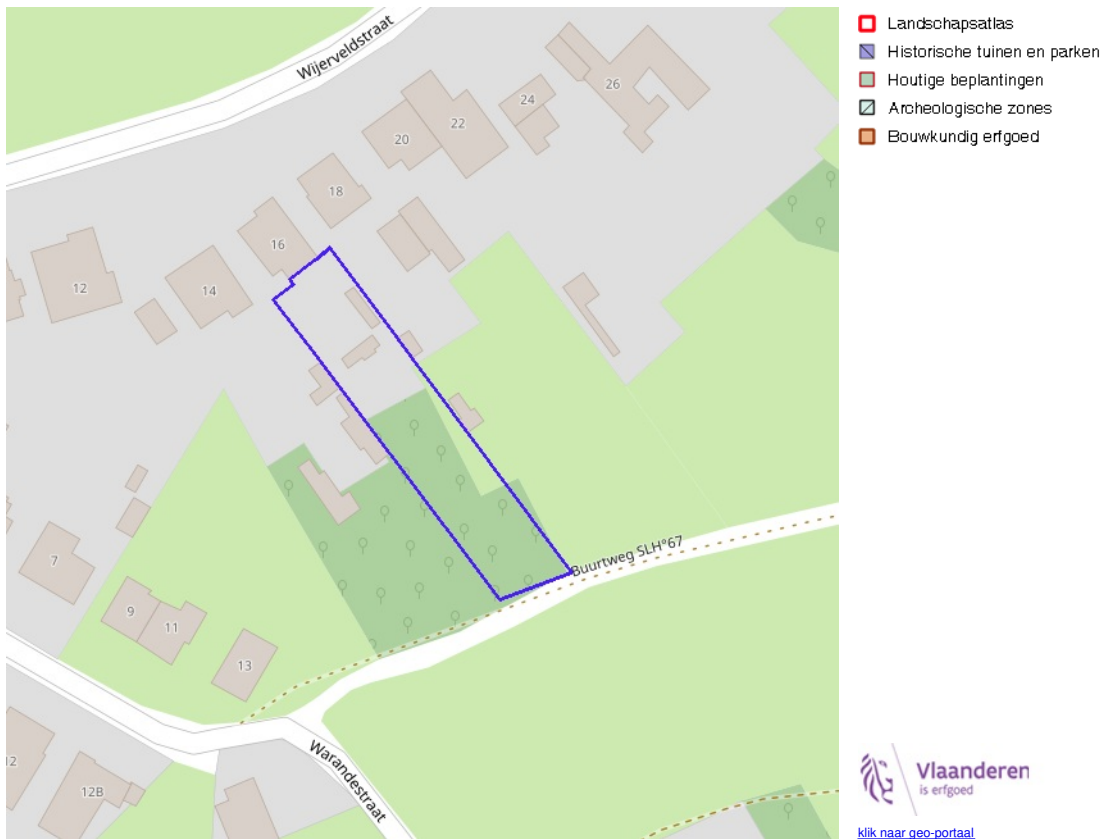 Wijerveldstraat
26
24
22
20
18
16
14
12
Buurtweg SLH°67
7
9
11
13
Warandestraat
12
12B
Landschapsatlas
Historische tuinen en parken
Houtige beplantingen
Archeologische zones
Bouwkundig erfgoed
Vlaanderen
is erfgoed
klik naar geo-portaal